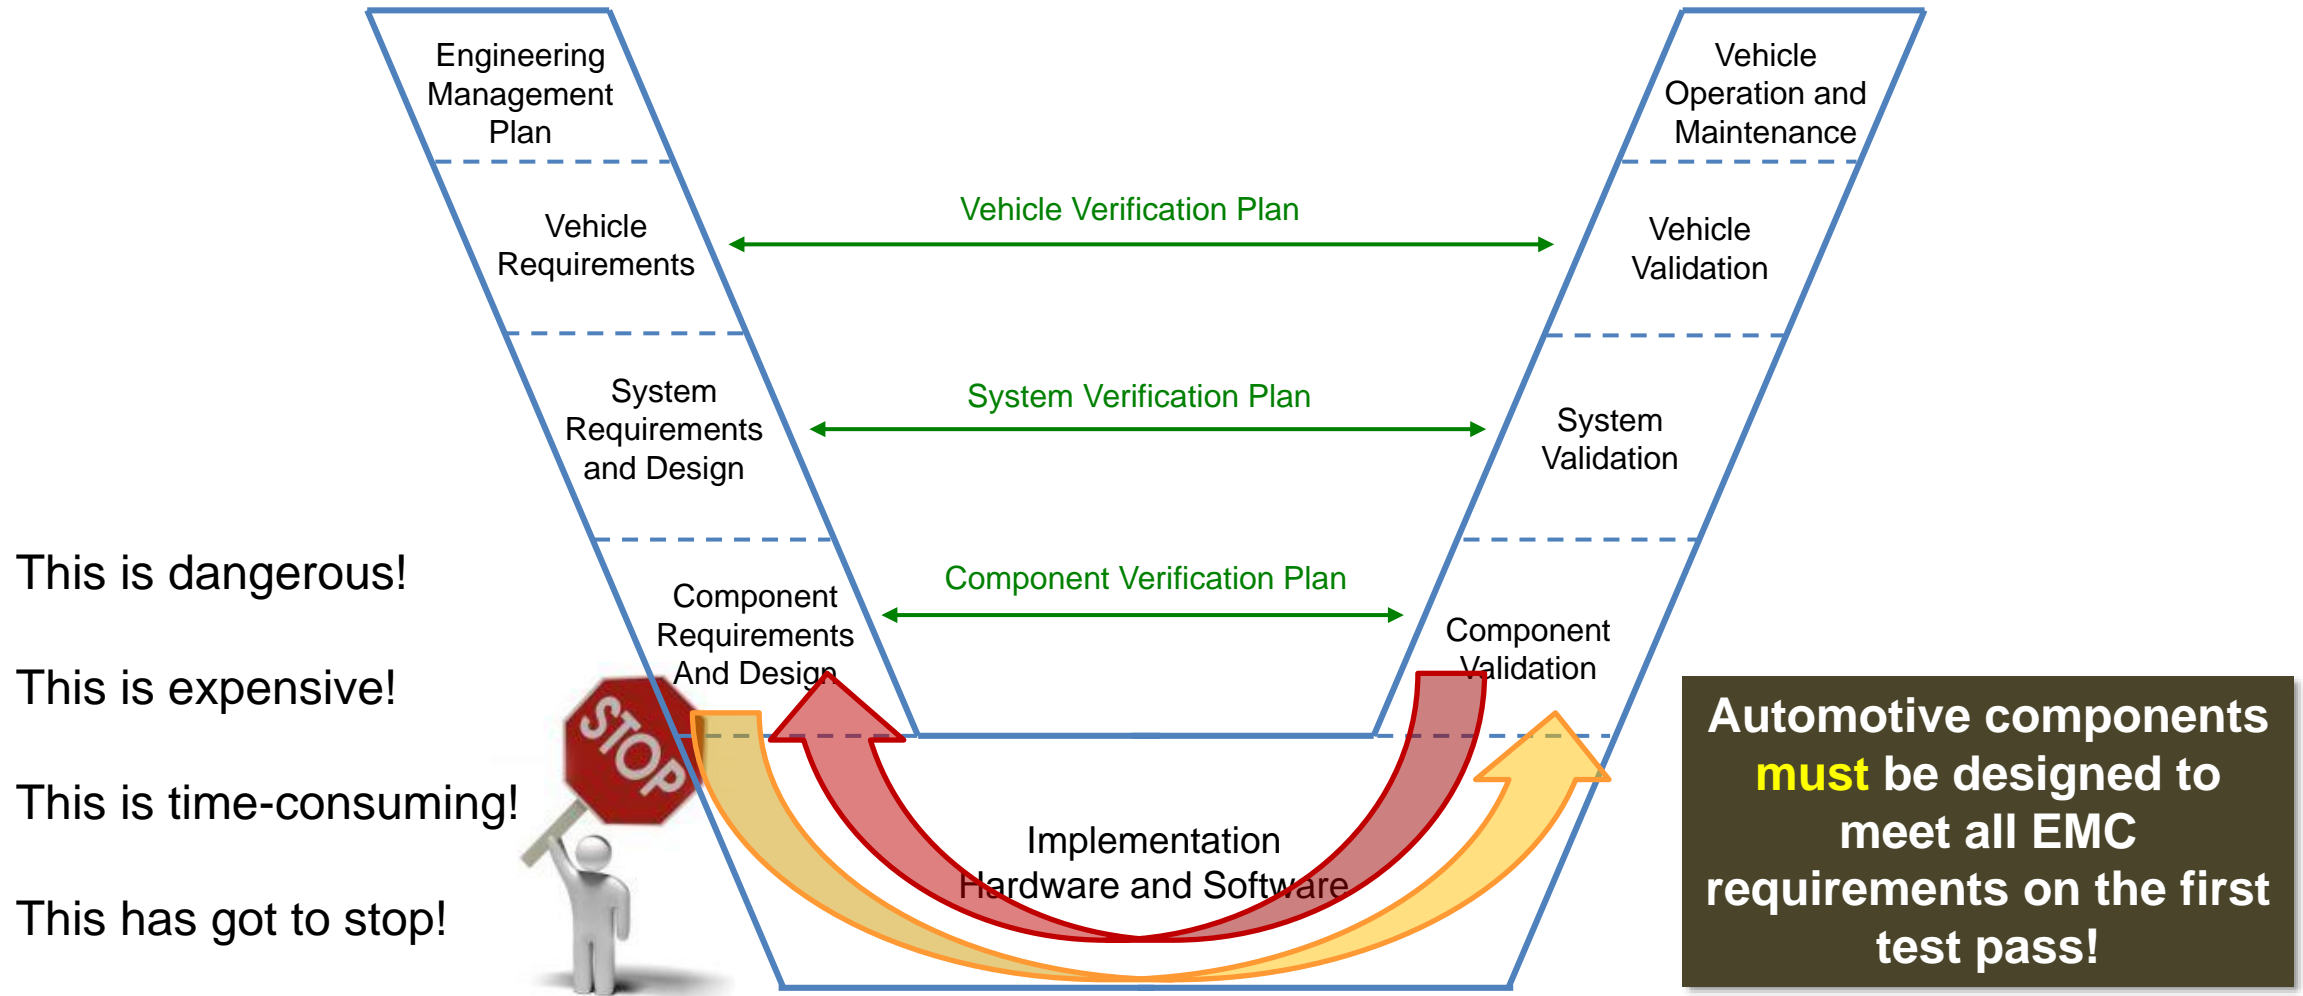 Engineering
Management
Plan
Vehicle
Operation and
Maintenance
Vehicle
Requirements
Vehicle Verification Plan
Vehicle
Validation
System
Requirements
and Design
System Verification Plan
System
Validation
This is dangerous!
Component
Requirements
And Design
Component Verification Plan
Component
Validation
This is expensive!
STOP
This is time-consuming!
This has got to stop!
Implementation
Hardware and Software
Automotive components
must be designed to
meet all EMC
requirements on the first
test pass!